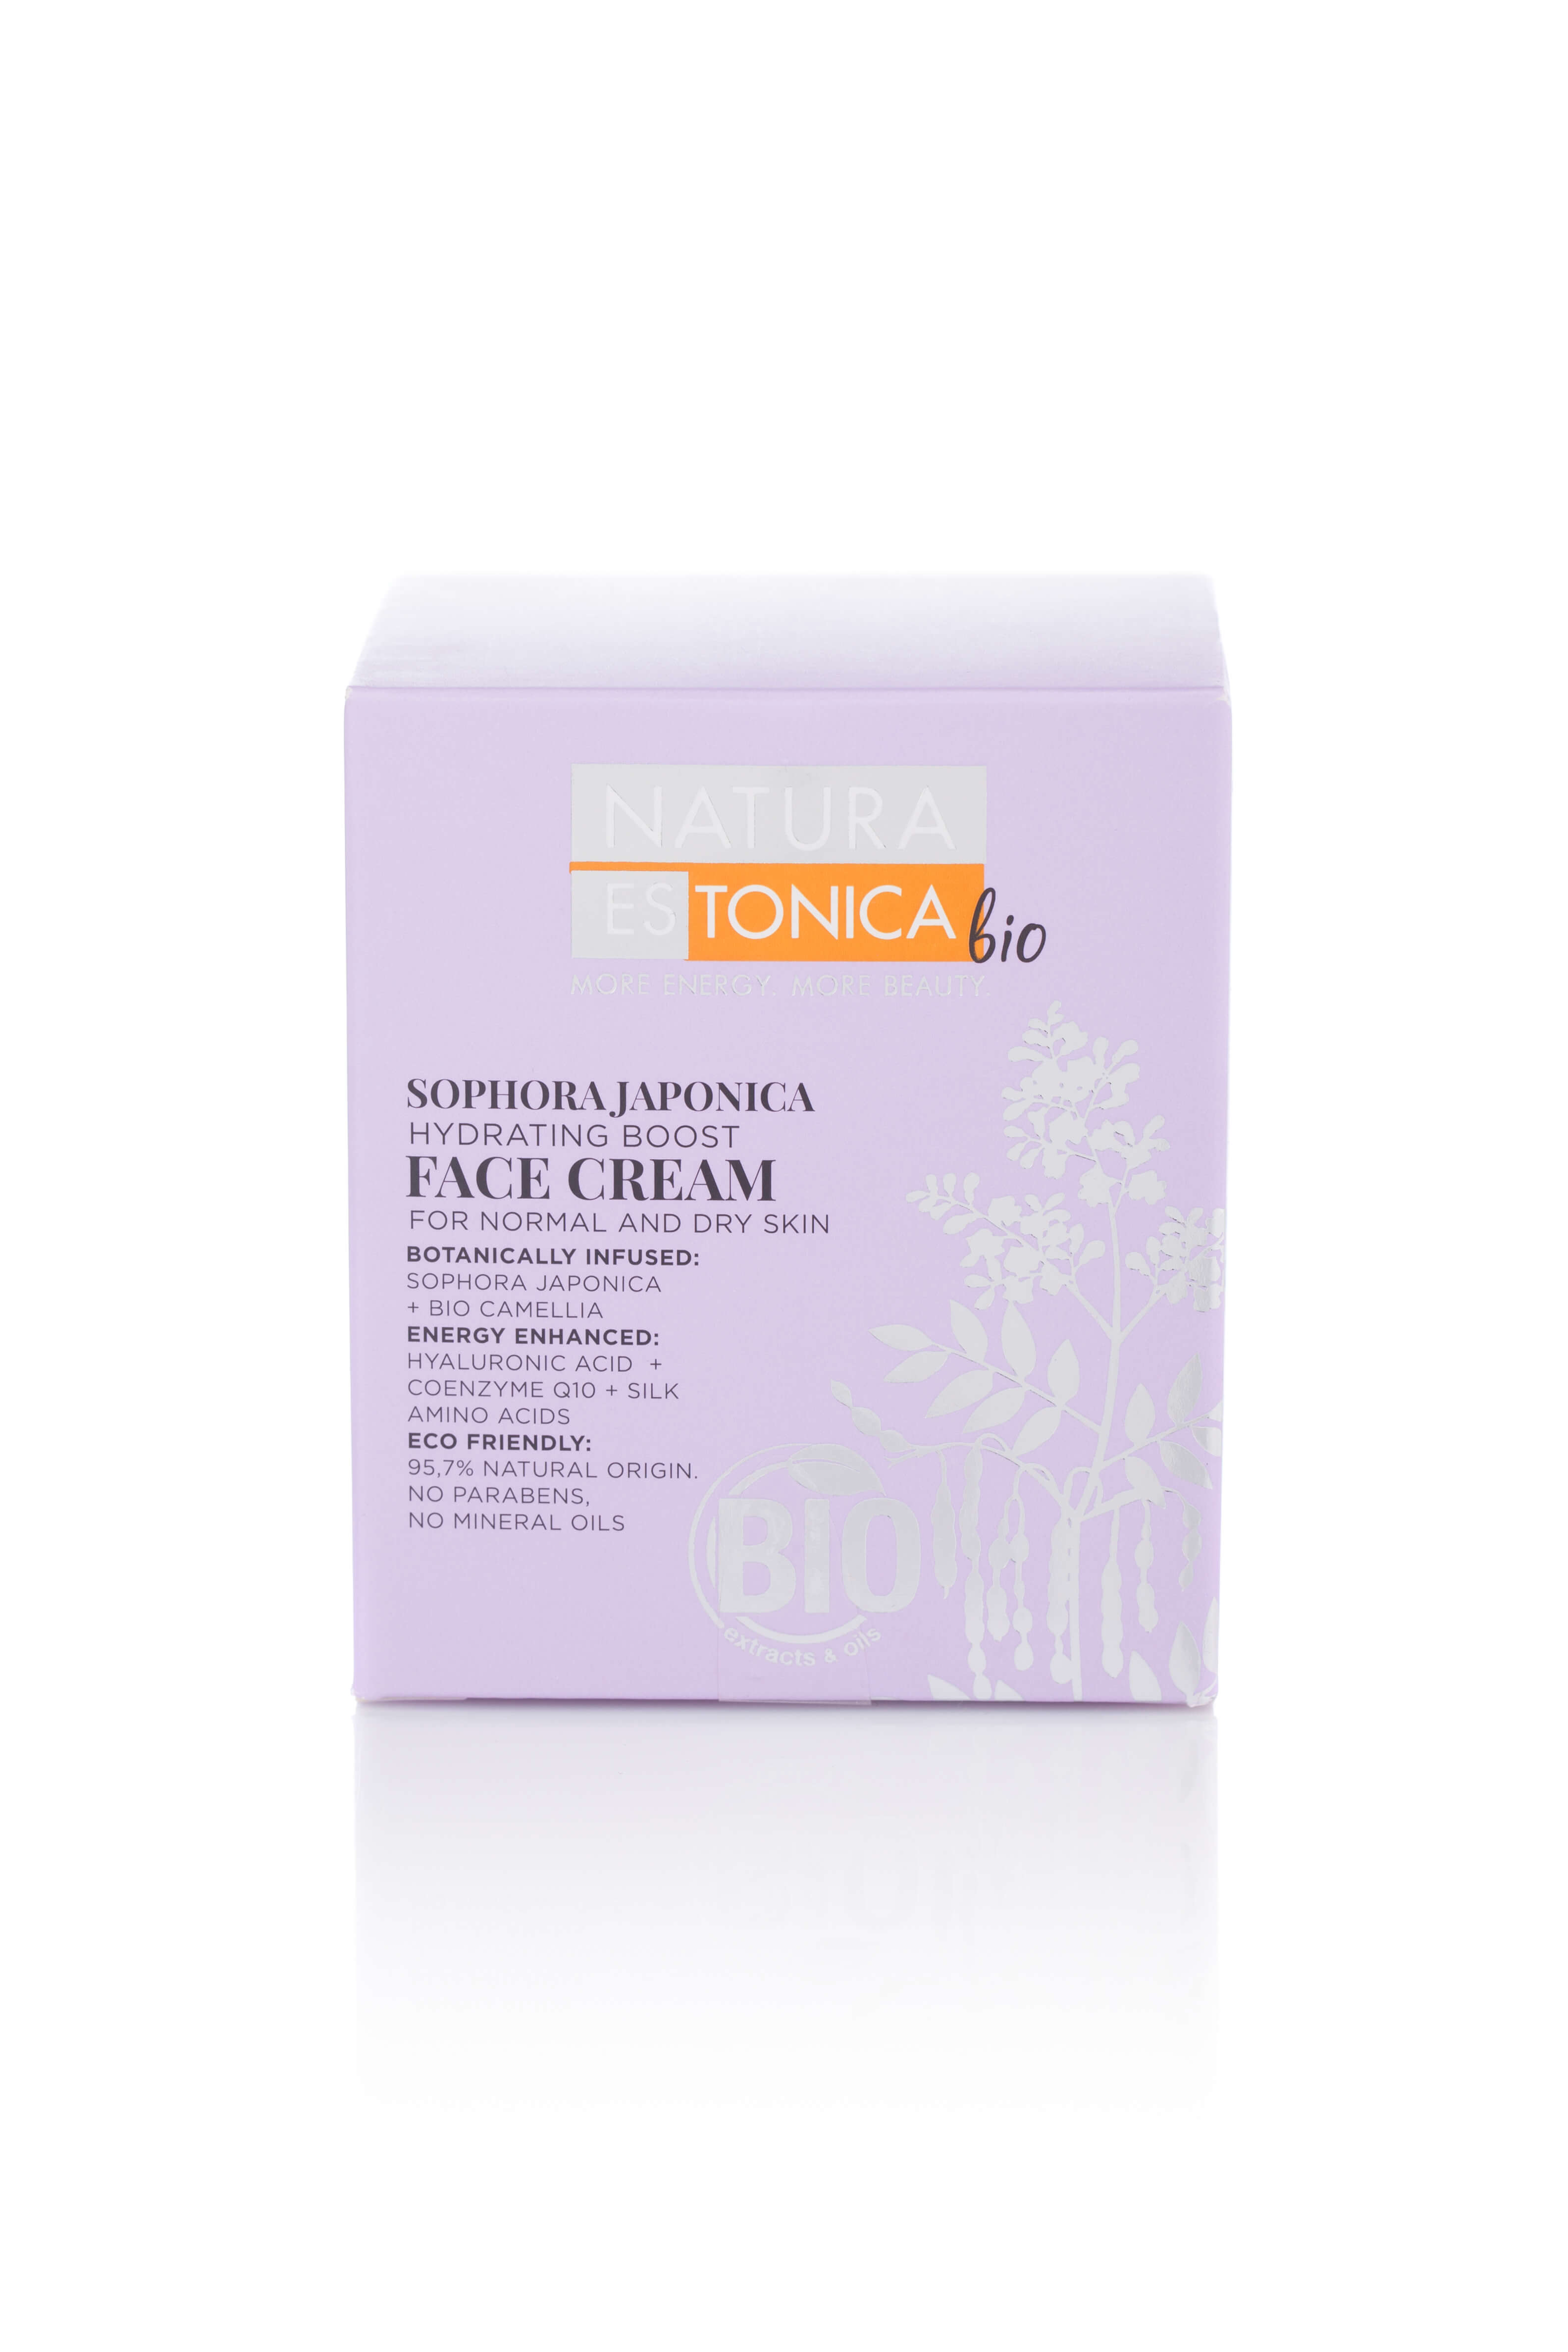 NATURA
ES TONICA bio
MORE ENERGY. MORE BEAUTY.
SOPHORA JAPONICA
HYDRATING BOOST
FACE CREAM
FOR NORMAL AND DRY SKIN
BOTANICALLY INFUSED:
SOPHORA JAPONICA
+ BIO CAMELLIA
ENERGY ENHANCED:
HYALURONIC ACID +
COENZYME Q10 + SILK
AMINO ACIDS
ECO FRIENDLY:
95,7% NATURAL ORIGIN.
NO PARABENS,
NO MINERAL OILS
BIO
extracts & oils